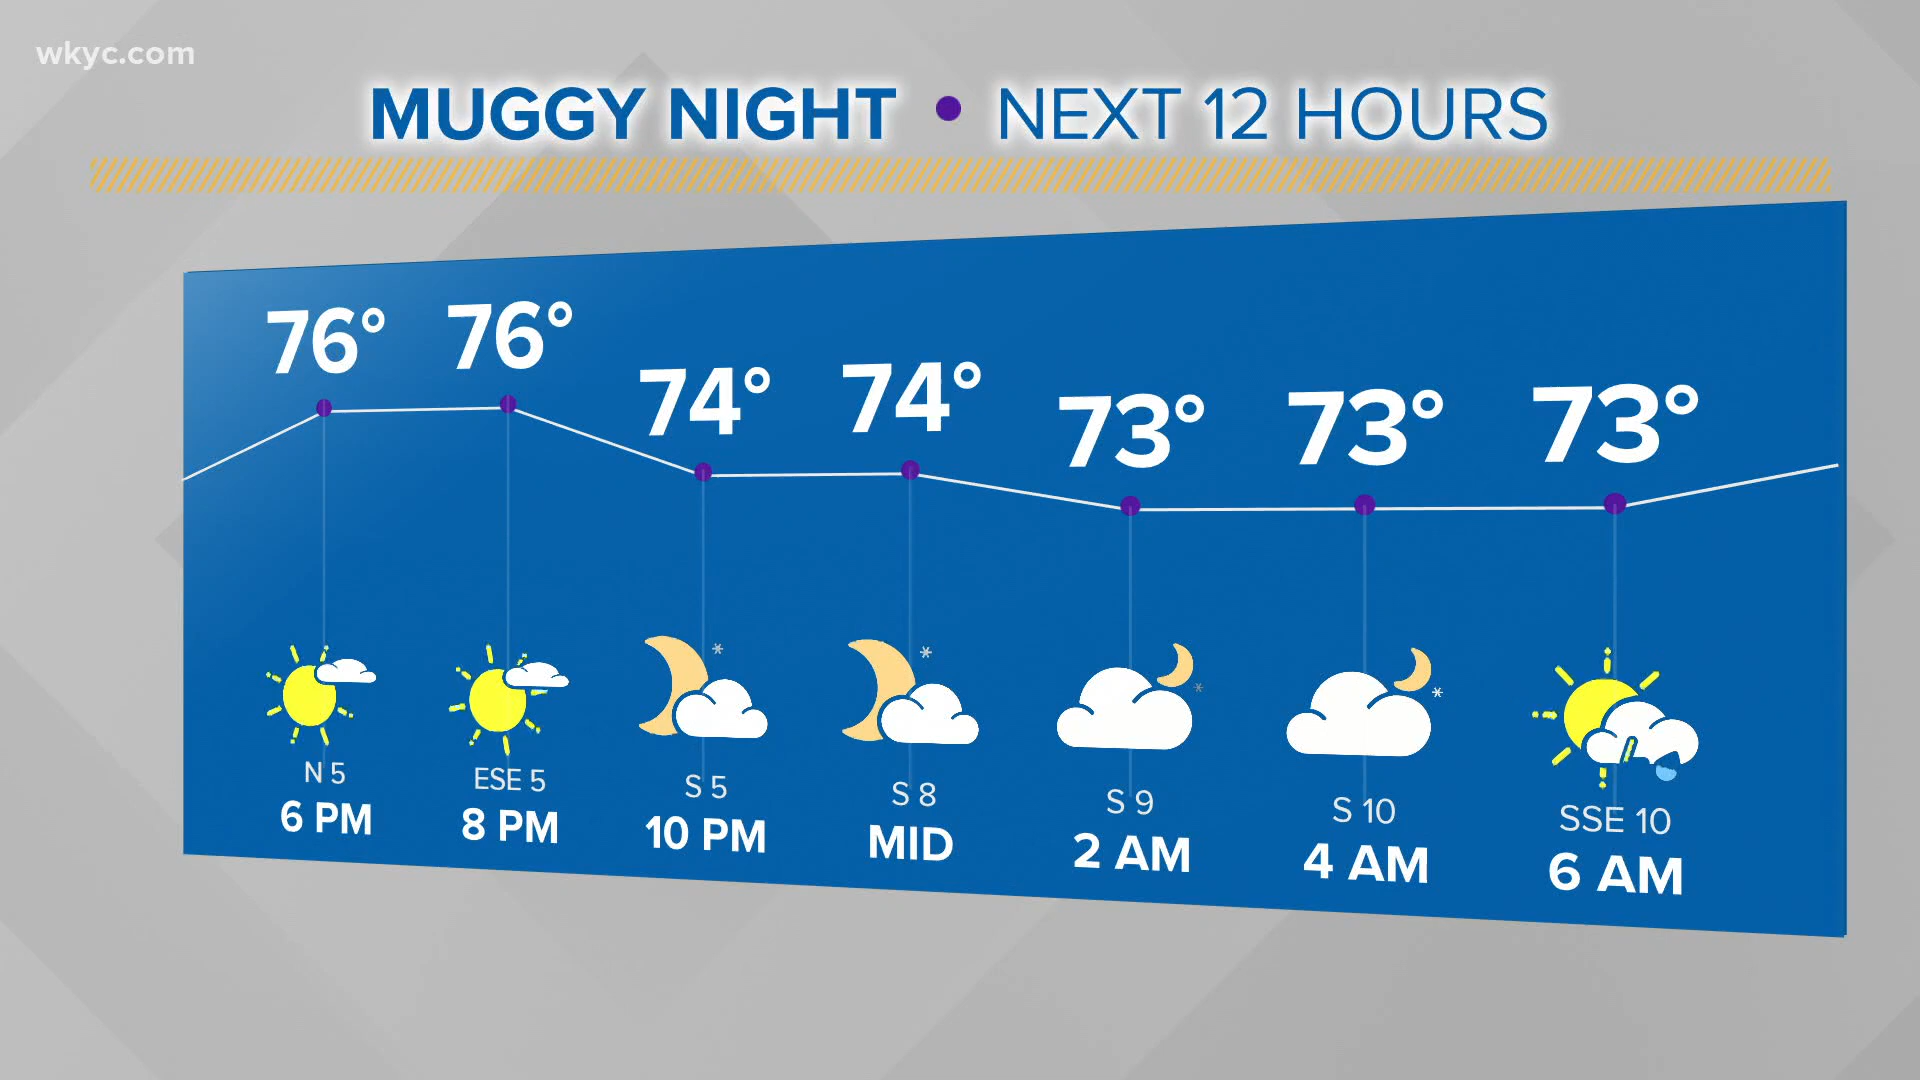 wkyc.com
MUGGY NIGHT • NEXT 12 HOURS
76° 76° 74° 74° 73° 73° 73°
N 5 ESE 5 S 5 S 8 S 9 S 10 SSE 10
6 PM 8 PM 10 PM MID 2 AM 4 AM 6 AM